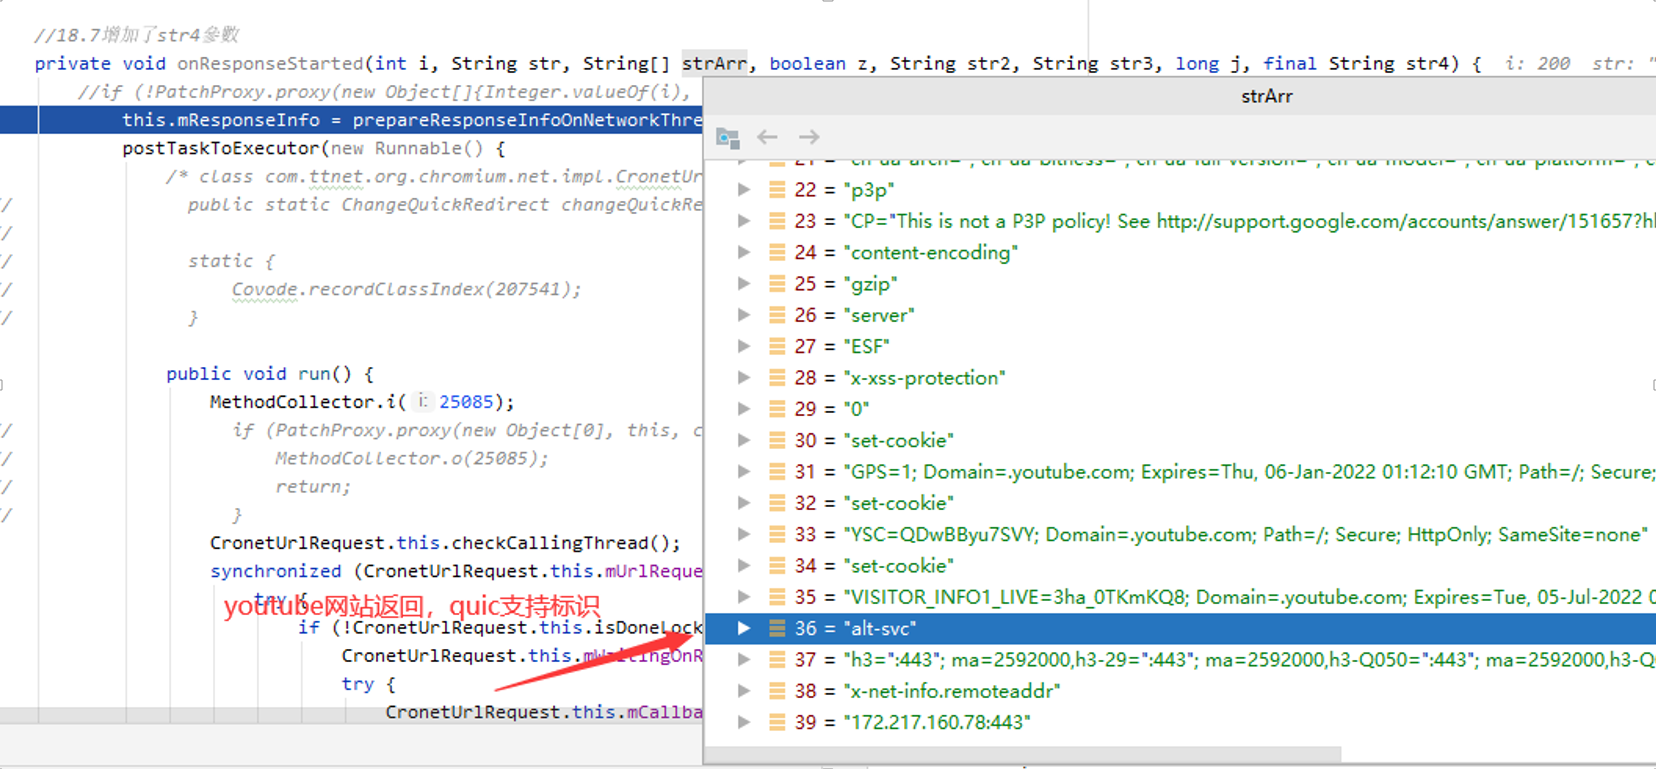 //18.7增加了str4參數
private void onResponseStarted(int i, String str, String[] strArr, boolean z, String str2, String str3, long j, final String str4) { i: 200 str: "
//if (!PatchProxy.proxy(new Object[]{Integer.valueOf(i),
this.mResponseInfo = prepareResponseInfoOnNetworkThre
postTaskToExecutor(new Runnable() {
/* class com.ttnet.org.chromium.net.impl.CronetUr
public static ChangeQuickRedirect changeQuickRe
static {
Covode.recordClassIndex(207541);
}
public void run() {
MethodCollector.i( i: 25085);
if (PatchProxy.proxy(new Object[0], this, c
MethodCollector.o(25085);
return;
}
CronetUrlRequest.this.checkCallingThread();
synchronized (CronetUrlRequest.this.mUrlReque
try {
youtube网站返回，quic支持标识
if (!CronetUrlRequest.this.isDoneLock
CronetUrlRequest.this.mWaitingOnR
try {
CronetUrlRequest.this.mCallba
strArr
22 = "p3p"
23 = "CP="This is not a P3P policy! See http://support.google.com/accounts/answer/151657?hl
24 = "content-encoding"
25 = "gzip"
26 = "server"
27 = "ESF"
28 = "x-xss-protection"
29 = "0"
30 = "set-cookie"
31 = "GPS=1; Domain=.youtube.com; Expires=Thu, 06-Jan-2022 01:12:10 GMT; Path=/; Secure;
32 = "set-cookie"
33 = "YSC=QDwBByu7SVY; Domain=.youtube.com; Path=/; Secure; HttpOnly; SameSite=none"
34 = "set-cookie"
35 = "VISITOR_INFO1_LIVE=3ha_0TKmKQ8; Domain=.youtube.com; Expires=Tue, 05-Jul-2022 0
36 = "alt-svc"
37 = "h3=":443"; ma=2592000,h3-29=":443"; ma=2592000,h3-Q050=":443"; ma=2592000,h3-Q
38 = "x-net-info.remoteaddr"
39 = "172.217.160.78:443"